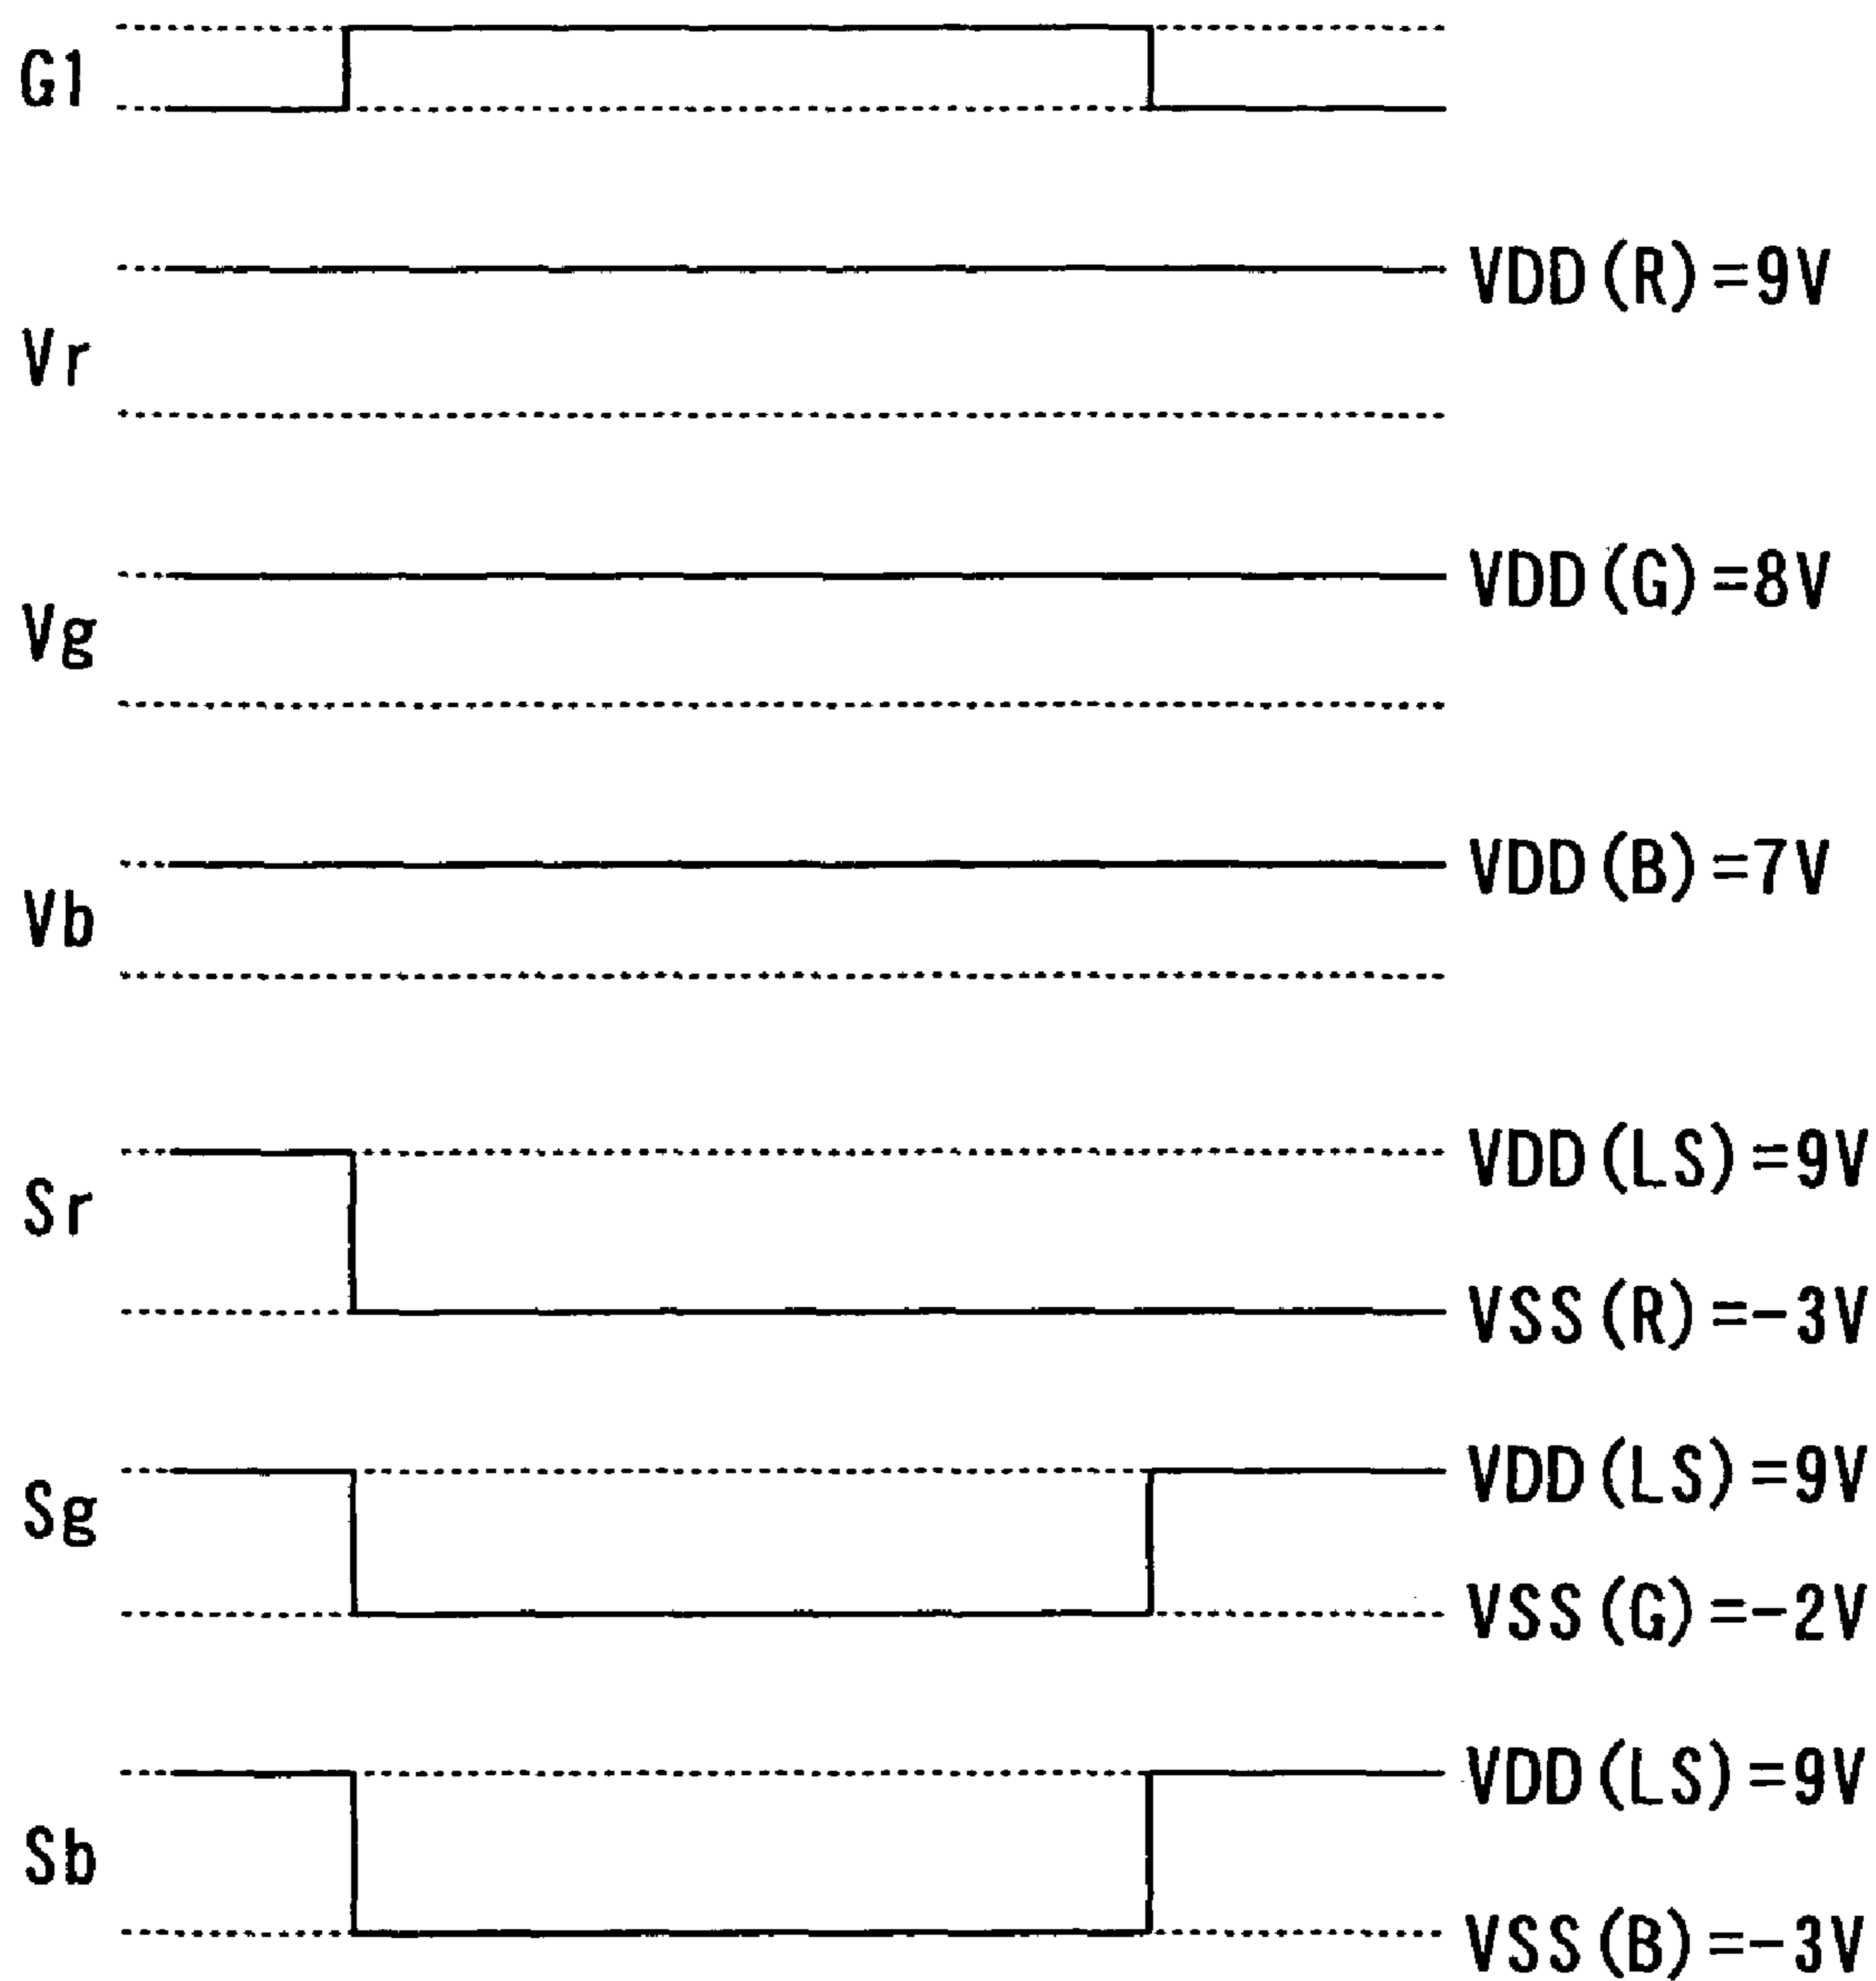 G1
VDD(R)=9V
Vr
VDD(G)=8V
Vg
VDD(B)=7V
Vb
VDD(LS)=9V
Sr
VSS(R)=-3V
VDD(LS)=9V
Sg
VSS(G)=-2V
VDD(LS)=9V
Sb
VSS(B)=-3V